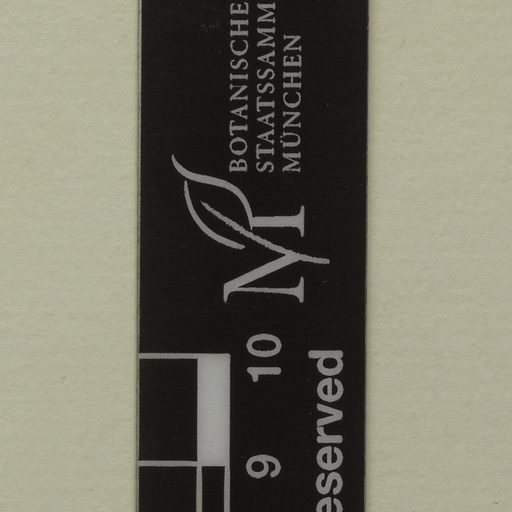 BOTANISCHE
STAATSSAMM
MÜNCHEN
M
9 10
eserved